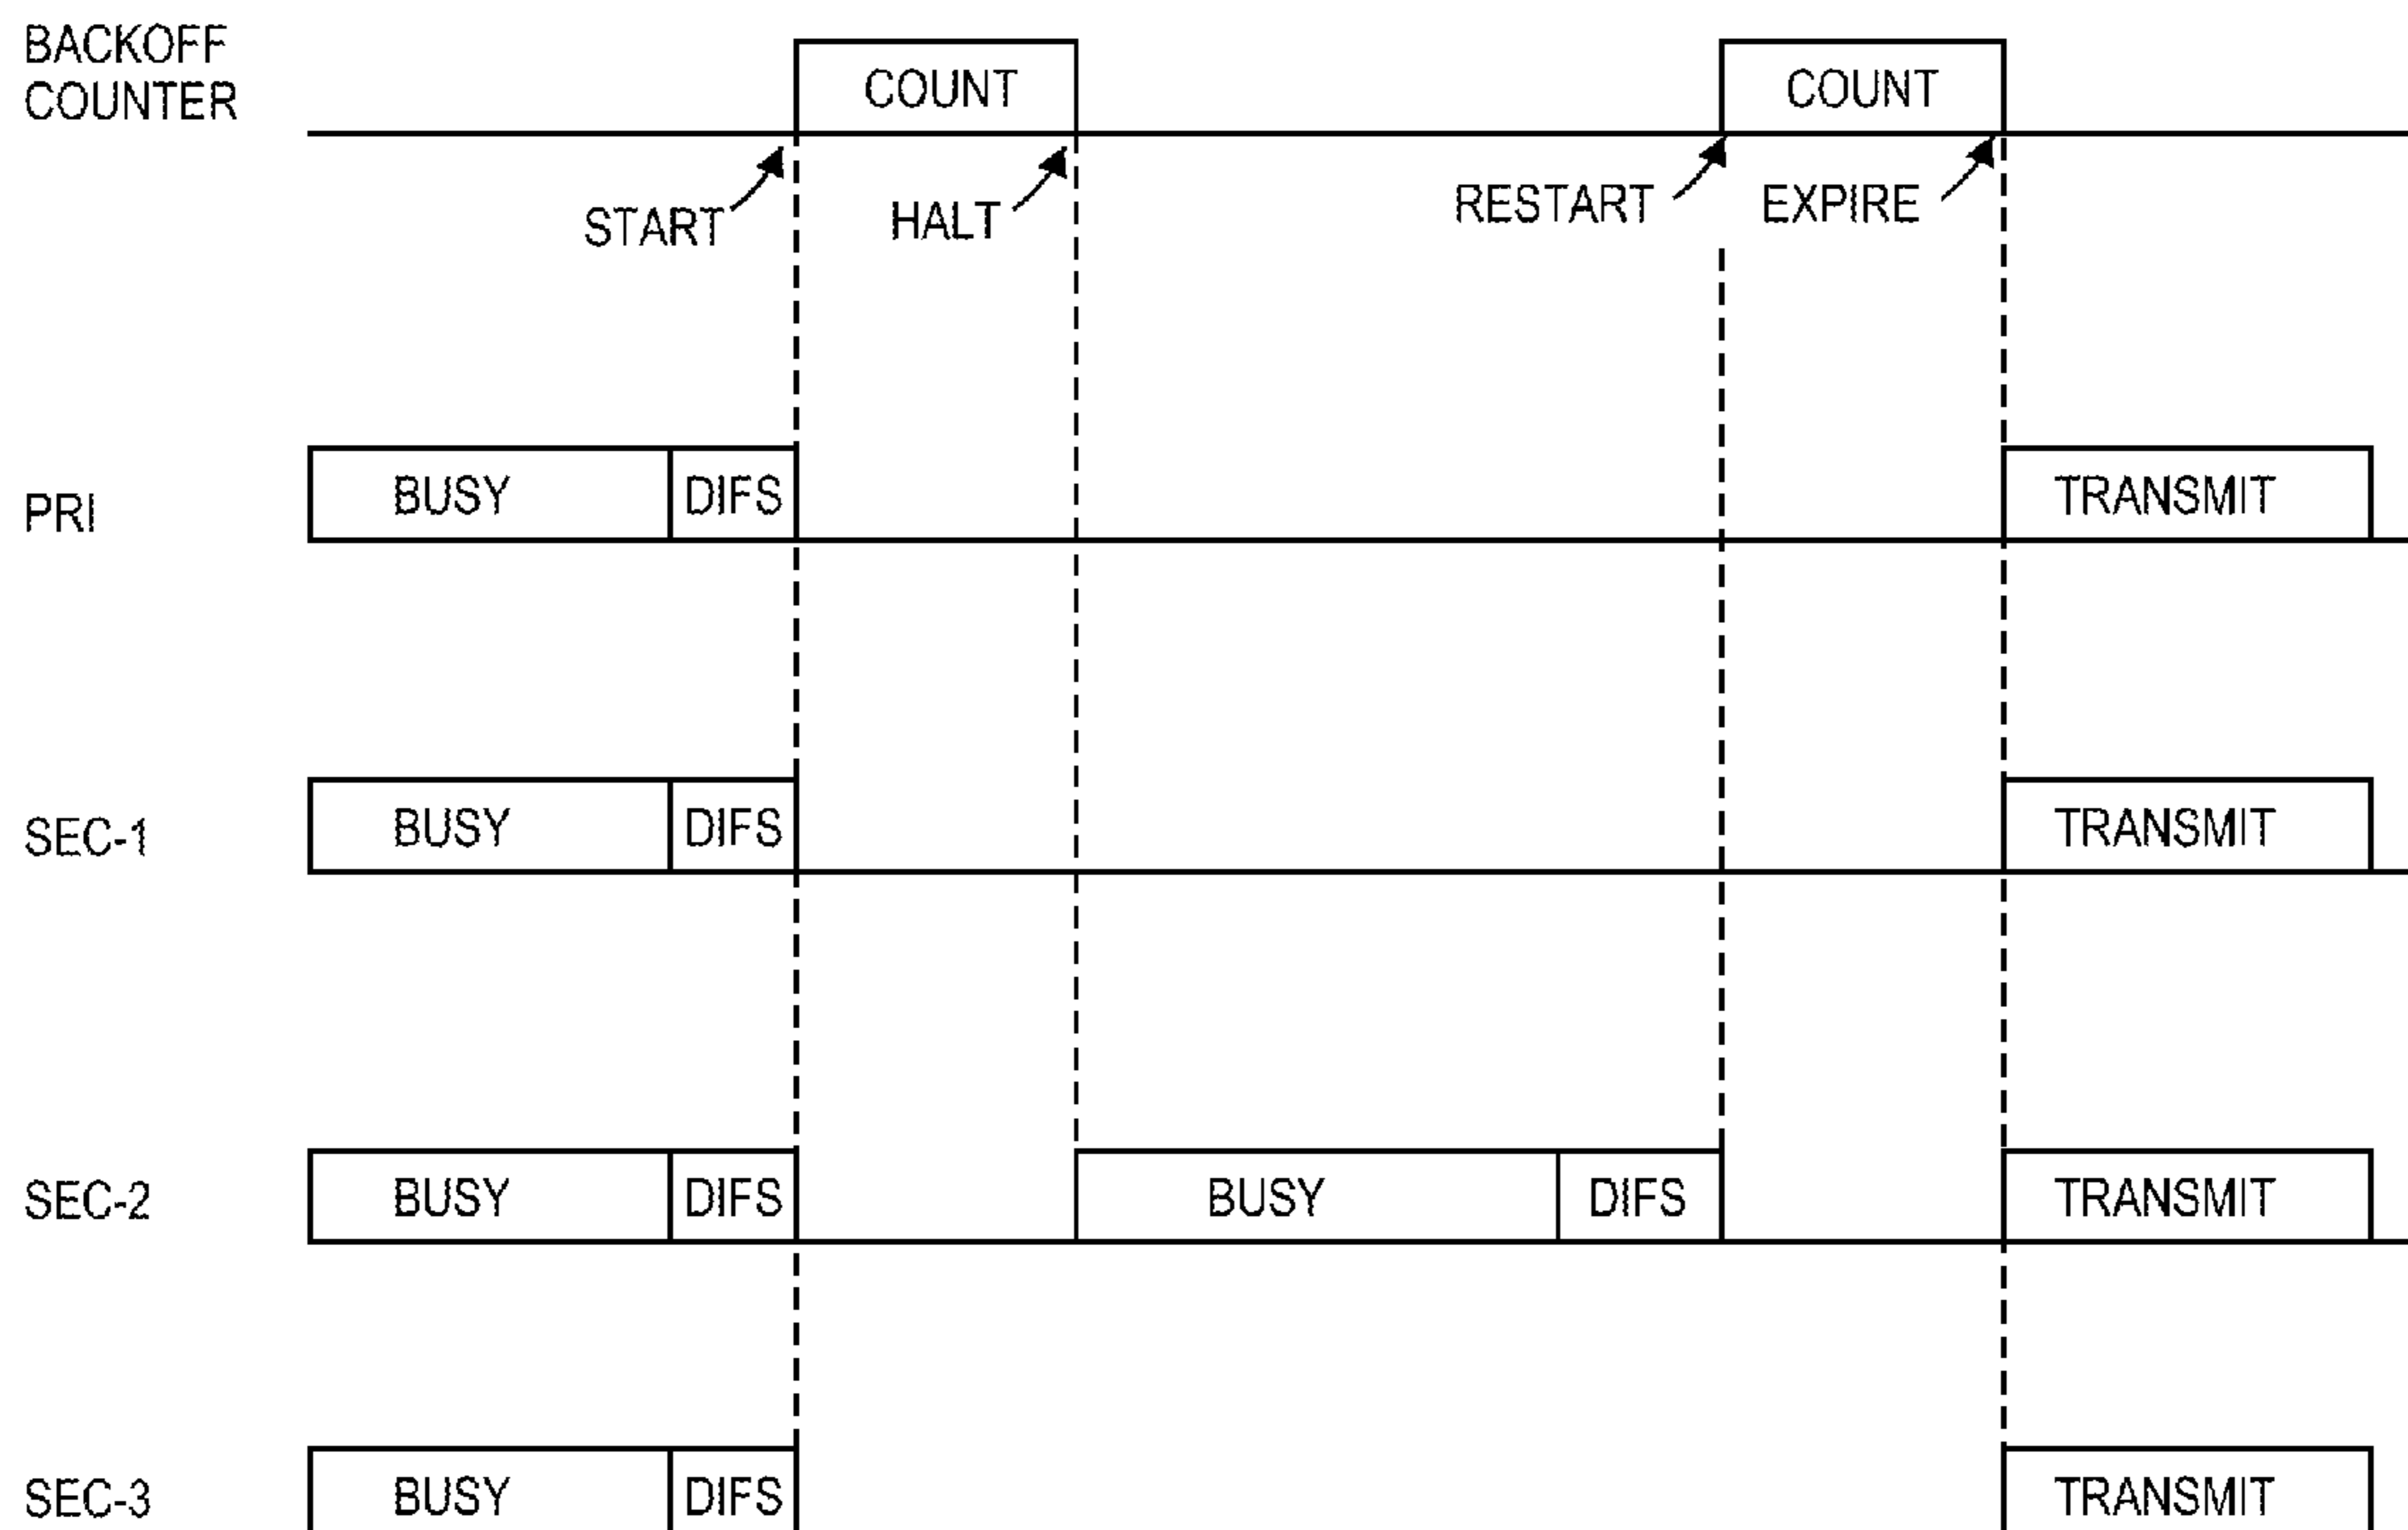 BACKOFF
COUNTER
COUNT
COUNT
START
HALT
RESTART
EXPIRE
PRI
BUSY
DIFS
TRANSMIT
SEC-1
BUSY
DIFS
TRANSMIT
SEC-2
BUSY
DIFS
BUSY
DIFS
TRANSMIT
SEC-3
BUSY
DIFS
TRANSMIT